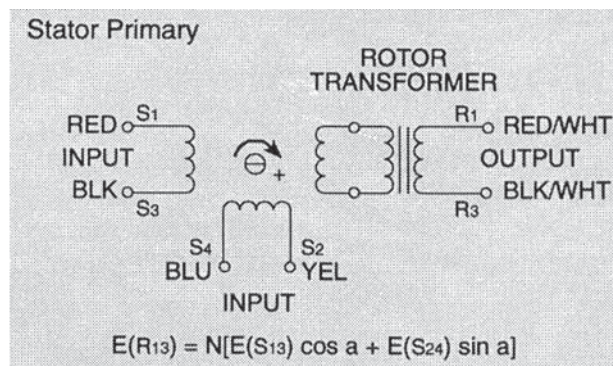 Stator Primary
ROTOR
TRANSFORMER
RED S1
INPUT
BLK S3
θ +
R1 RED/WHT
OUTPUT
R3 BLK/WHT
S4 S2
BLU YEL
INPUT
E(R13) = N[E(S13) cos a + E(S24) sin a]